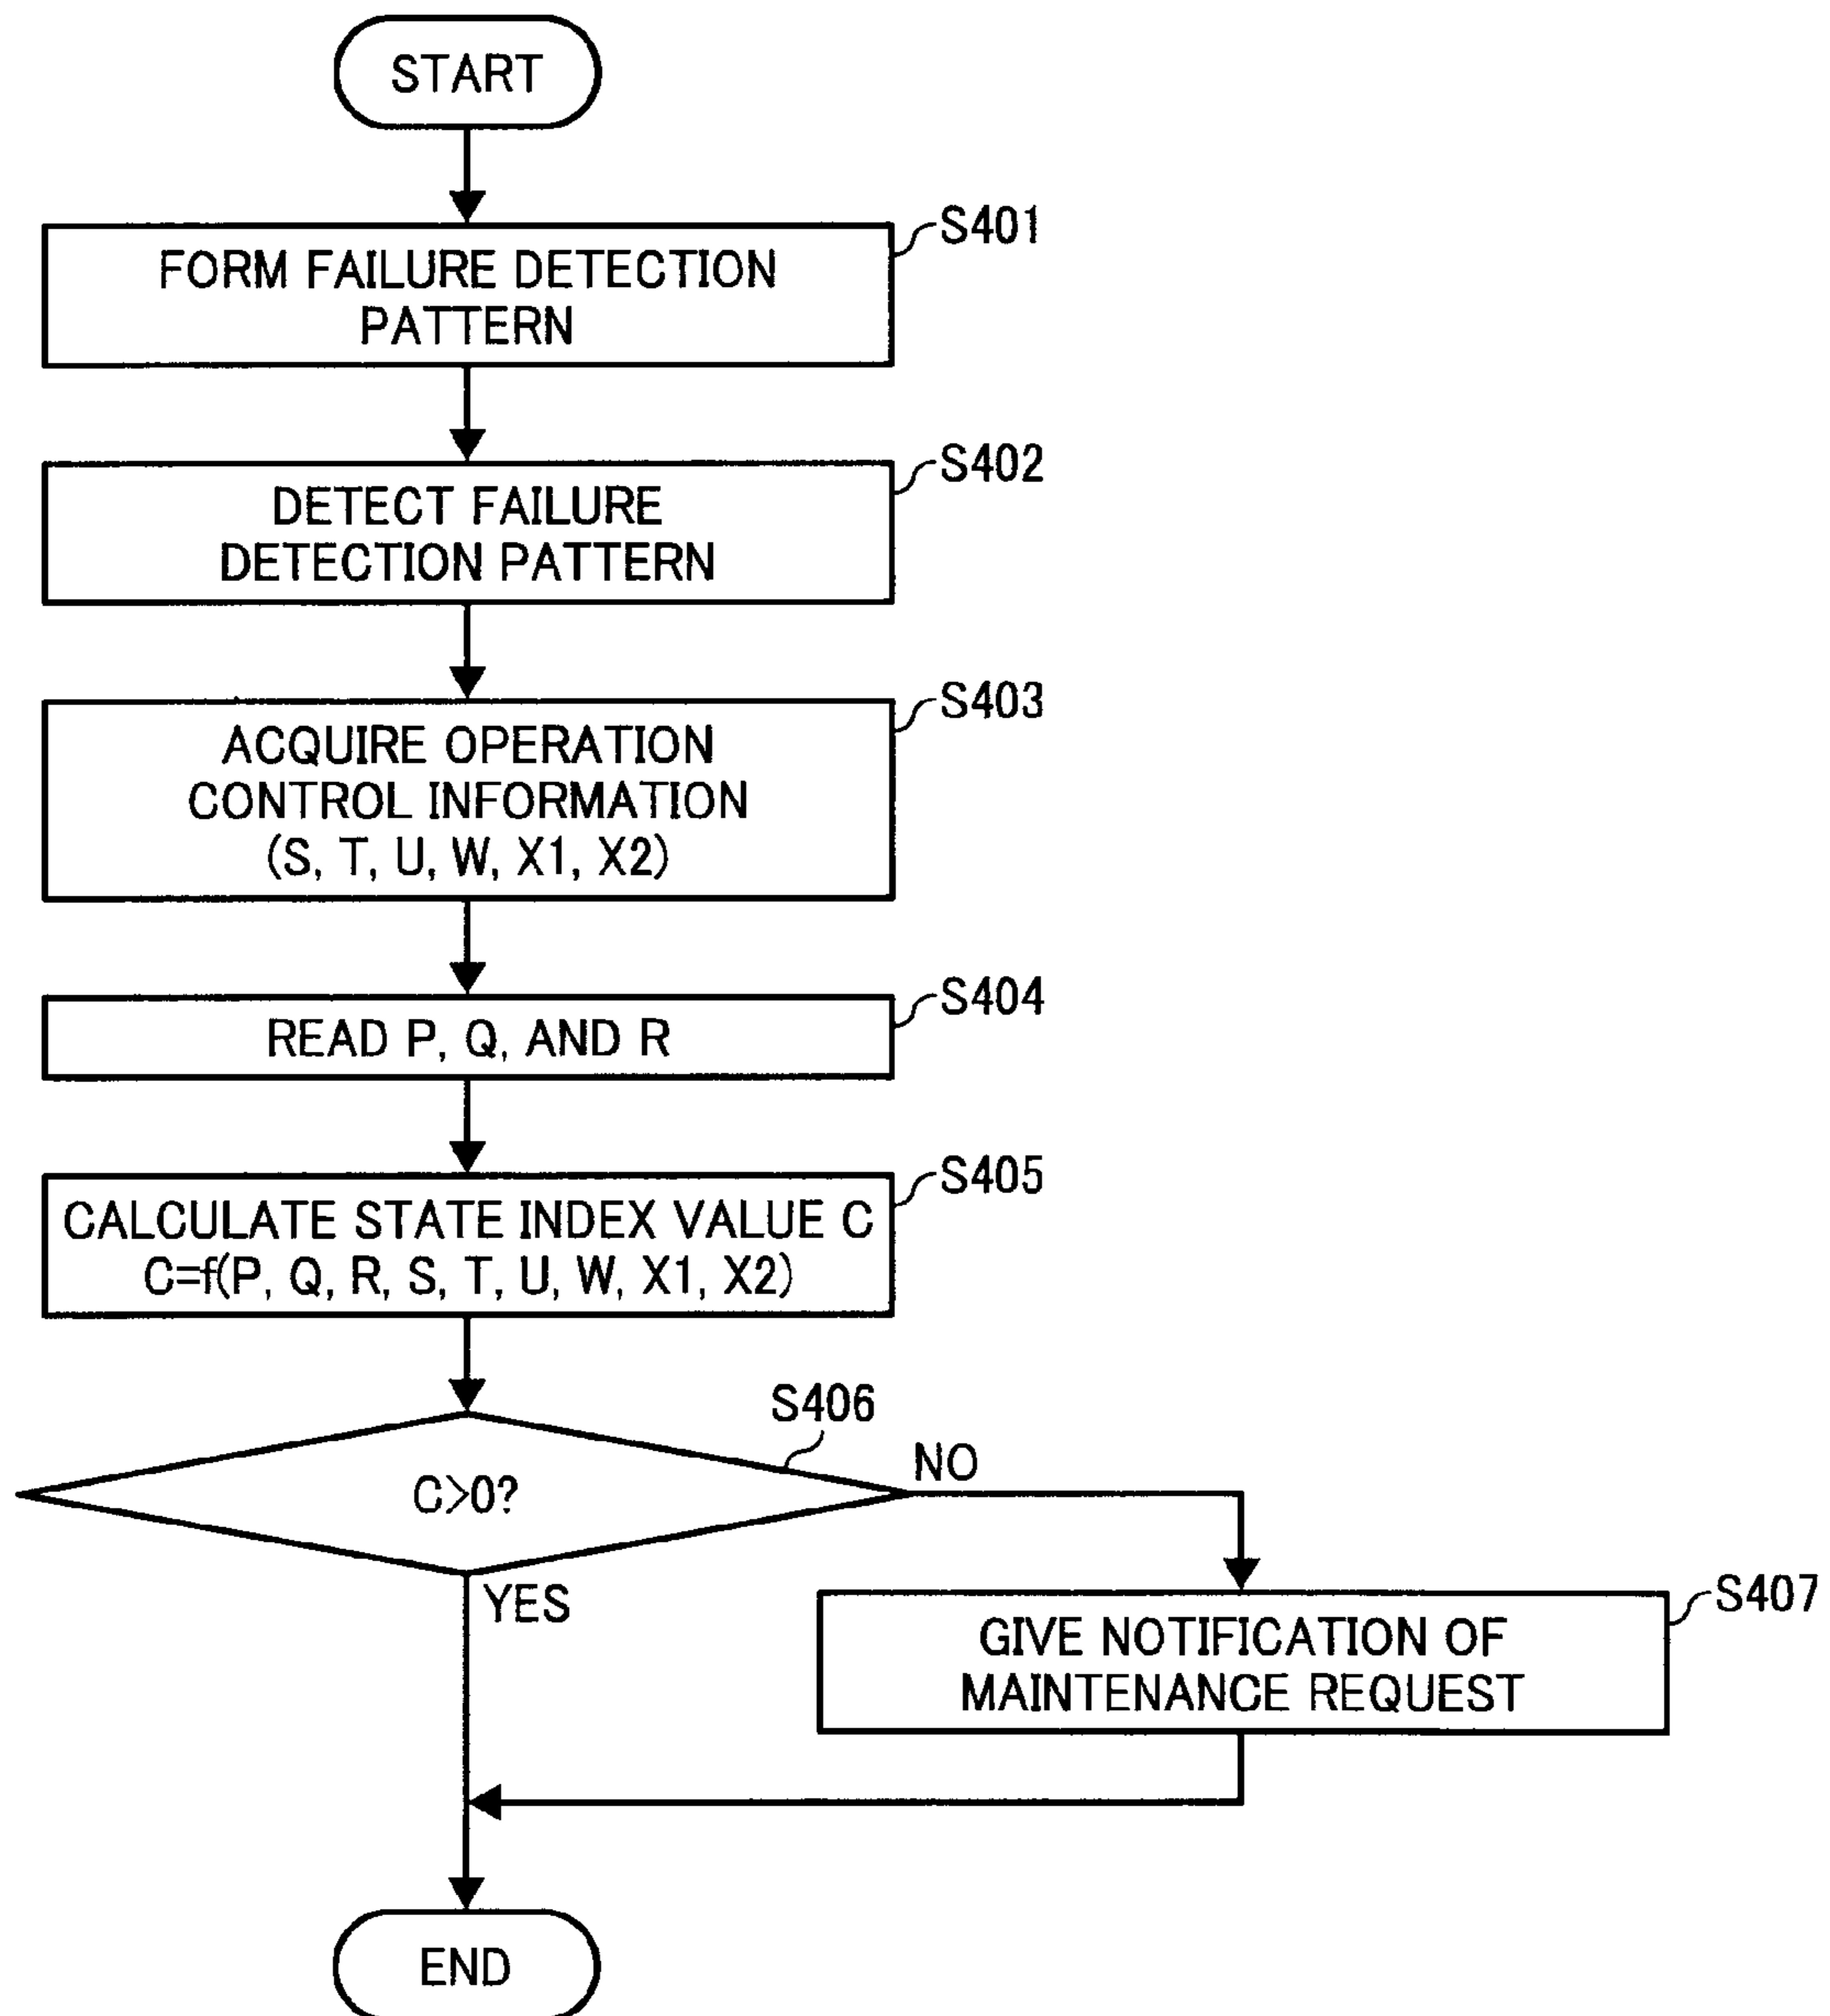 START
S401
FORM FAILURE DETECTION
PATTERN
S402
DETECT FAILURE
DETECTION PATTERN
S403
ACQUIRE OPERATION
CONTROL INFORMATION
(S, T, U, W, X1, X2)
S404
READ P, Q, AND R
S405
CALCULATE STATE INDEX VALUE C
C=f(P, Q, R, S, T, U, W, X1, X2)
S406
C>0?
NO
YES
S407
GIVE NOTIFICATION OF
MAINTENANCE REQUEST
END